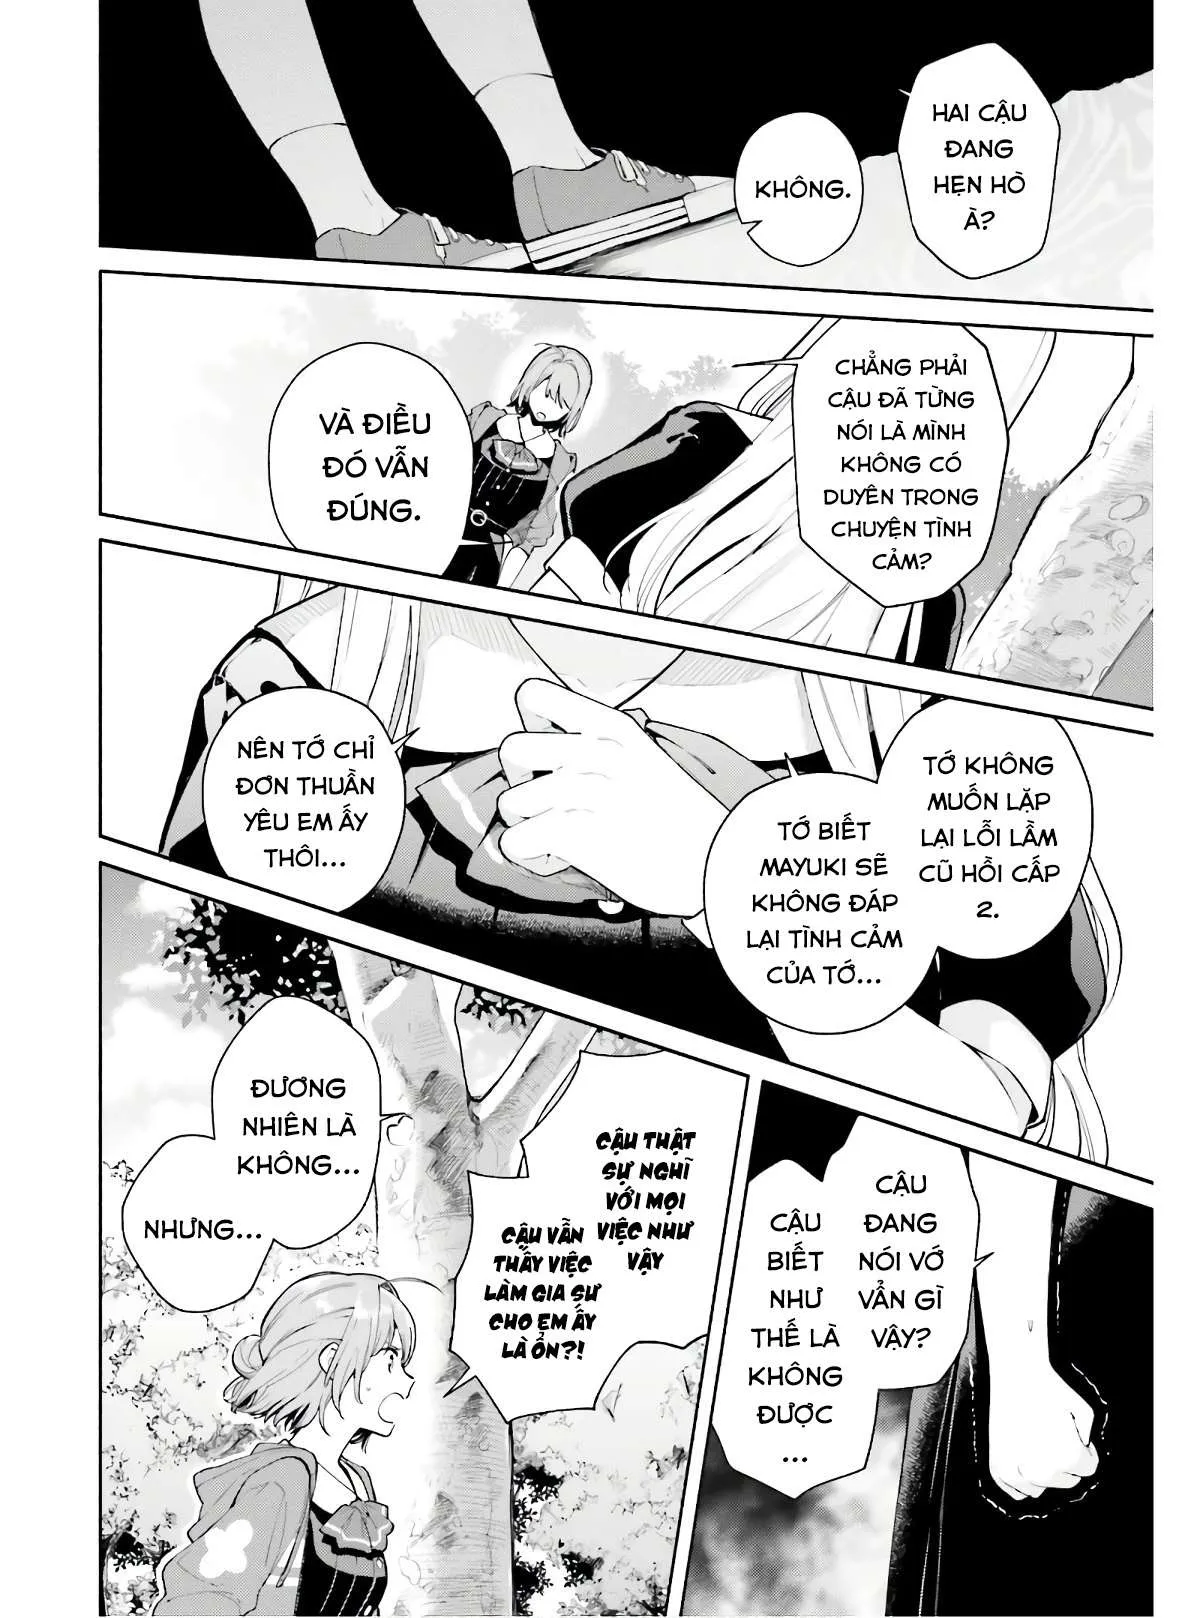 HAI CẬU
ĐANG
HẸN HÒ
À?
KHÔNG.
CHẲNG PHẢI
CẬU ĐÃ TỪNG
NÓI LÀ MÌNH
KHÔNG CÓ
DUYÊN TRONG
CHUYỆN TÌNH
CẢM?
VÀ ĐIỀU
ĐÓ VẪN
ĐÚNG.
TỚ KHÔNG
MUỐN LẶP
LẠI LỖI LẦM
CŨ HỒI CẤP
2.
TỚ BIẾT
MAYUKI SẼ
KHÔNG ĐÁP
LẠI TÌNH CẢM
CỦA TỚ...
NÊN TỚ CHỈ
ĐƠN THUẦN
YÊU EM ẤY
THÔI...
CẬU
ĐANG
NÓI VỚ
VẨN GÌ
VẬY?
CẬU
BIẾT
NHƯ
THẾ LÀ
KHÔNG
ĐƯỢC
...
CẬU THẬT
SỰ NGHĨ
VỚI MỌI
VIỆC NHƯ
VẬY
CẬU VẪN
THẤY VIỆC
LÀM GIA SƯ
CHO EM ẤY
LÀ ỔN?!
ĐƯƠNG
NHIÊN LÀ
KHÔNG...
NHƯNG...